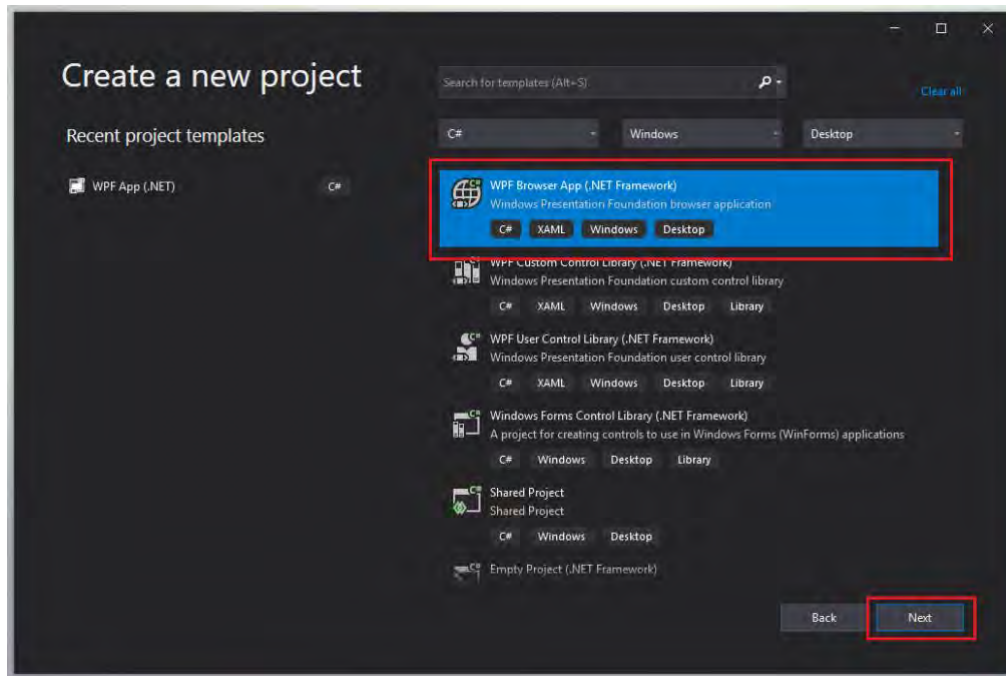 Create a new project
Search for templates (Alt+S)
Clear all
Recent project templates
C#
Windows
Desktop
WPF App (.NET)
C#
WPF Browser App (.NET Framework)
Windows Presentation Foundation browser application
C# XAML Windows Desktop
WPF Custom Control Library (.NET Framework)
Windows Presentation Foundation custom control library
C# XAML Windows Desktop Library
WPF User Control Library (.NET Framework)
Windows Presentation Foundation user control library
C# XAML Windows Desktop Library
Windows Forms Control Library (.NET Framework)
A project for creating controls to use in Windows Forms (WinForms) applications
C# Windows Desktop Library
Shared Project
Shared Project
C# Windows Desktop
Empty Project (.NET Framework)
Back
Next